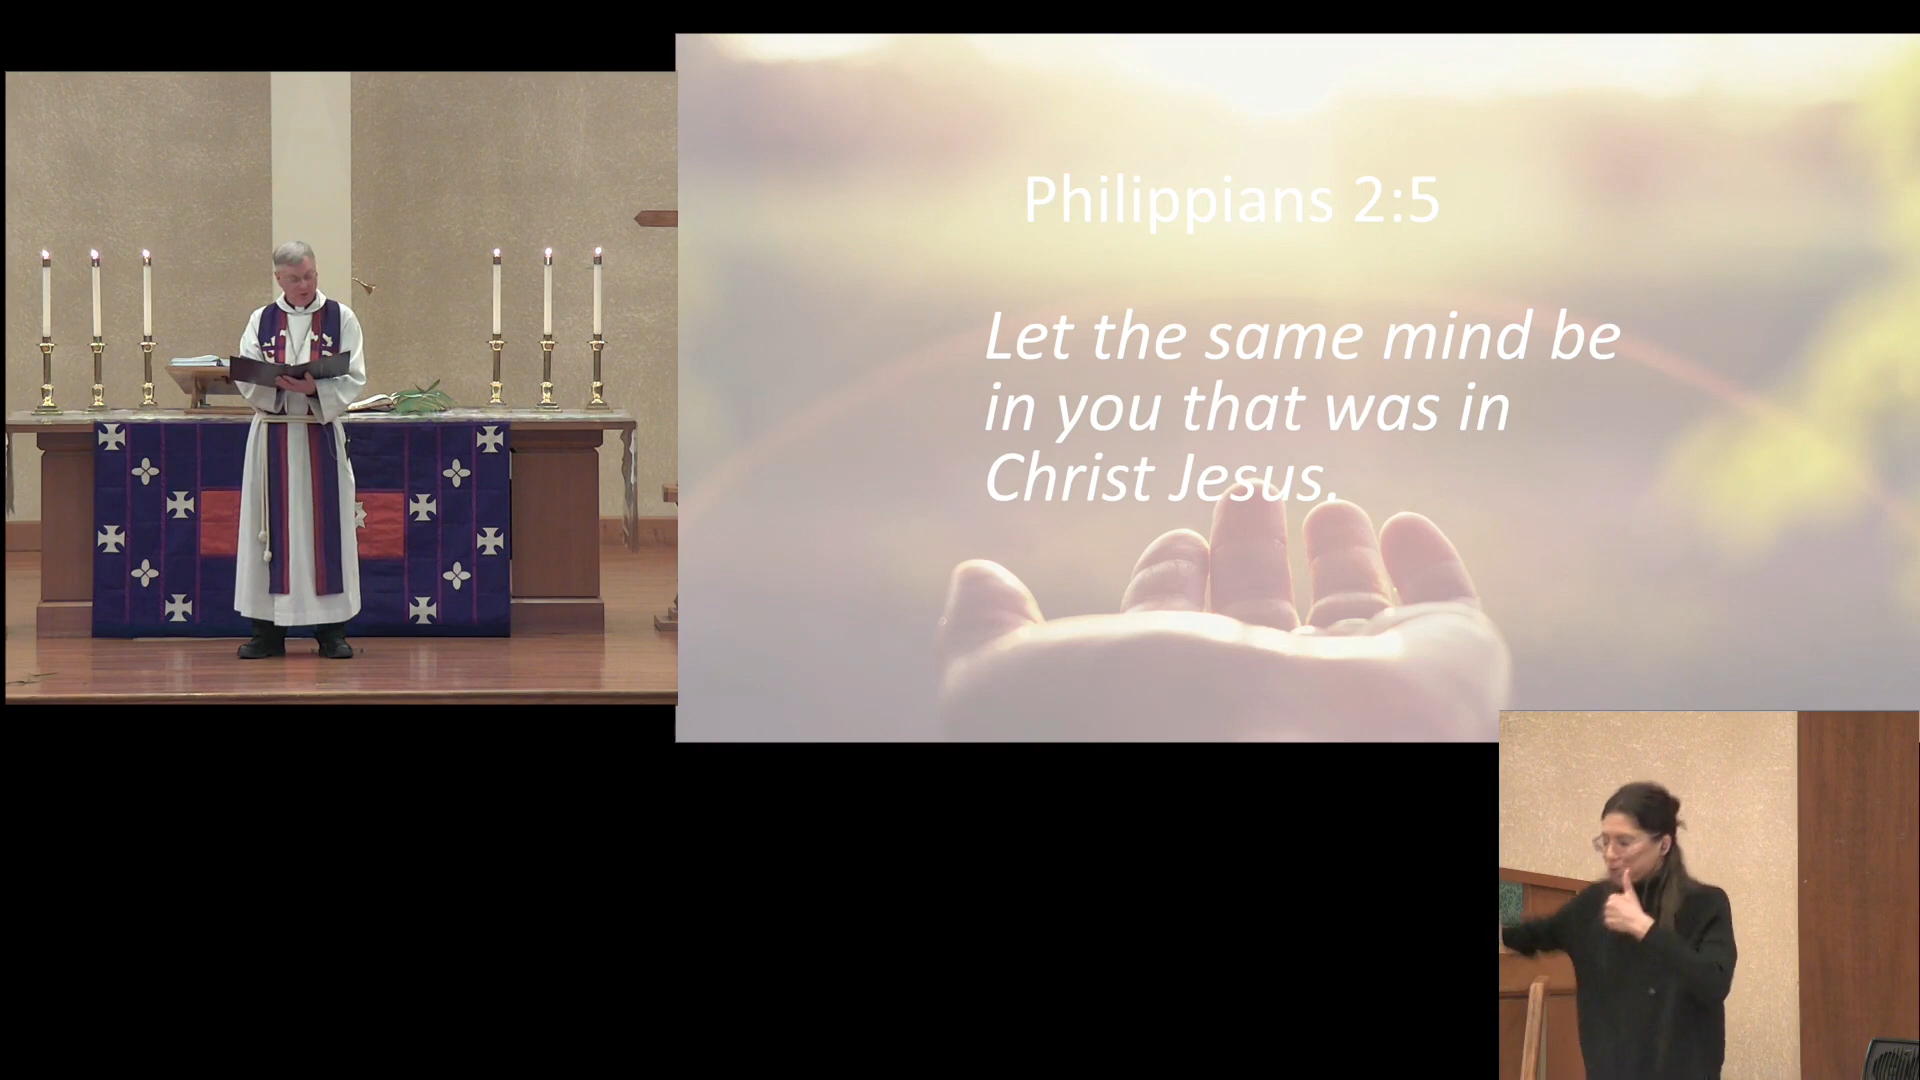 Philippians 2:5
Let the same mind be
in you that was in
Christ Jesus.